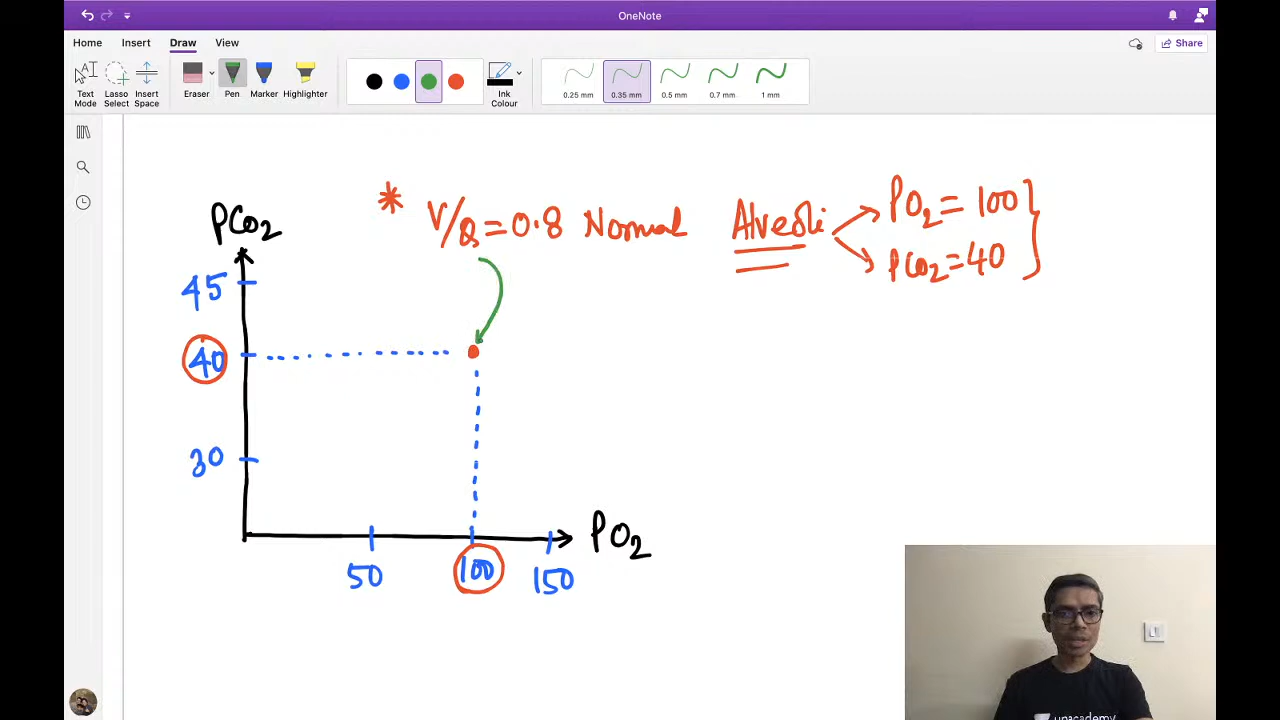 OneNote
Home Insert Draw View
Share
Text Mode
Lasso Select
Insert Space
Eraser
Pen
Marker
Highlighter
Ink Colour
0.25 mm
0.35 mm
0.5 mm
0.7 mm
1 mm
* V/Q = 0.8 Normal Alveoli
PO2 = 100
PCO2 = 40
PCO2
45
40
30
PO2
50 100 150
unacademy